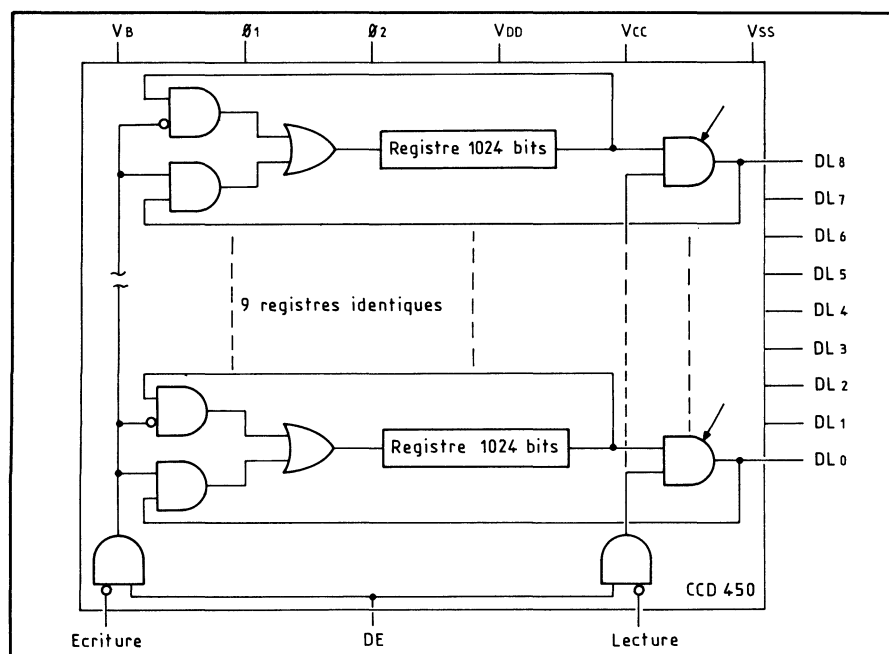 VB Ø1 Ø2 VDD VCC VSS
Registre 1024 bits
DL8
DL7
DL6
DL5
9 registres identiques
DL4
DL3
DL2
DL1
Registre 1024 bits
DL0
CCD 450
Ecriture DE Lecture